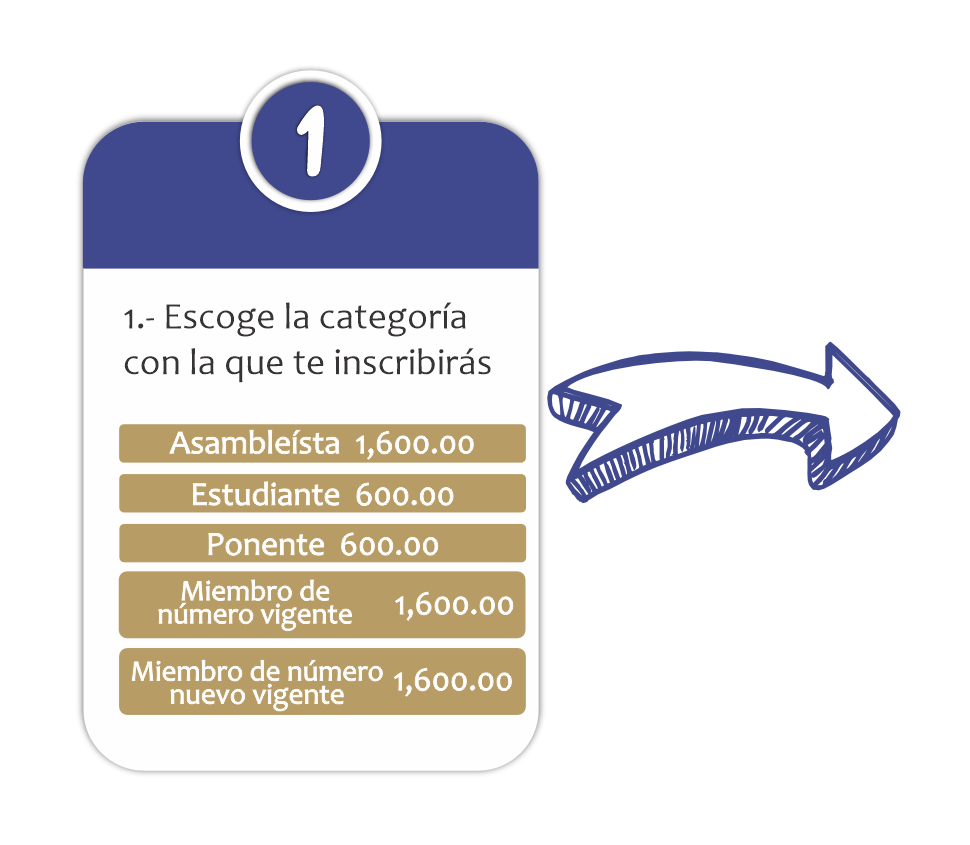 1
1.- Escoge la categoría
con la que te inscribirás
Asambleísta 1,600.00
Estudiante 600.00
Ponente 600.00
Miembro de
número vigente 1,600.00
Miembro de número
nuevo vigente 1,600.00